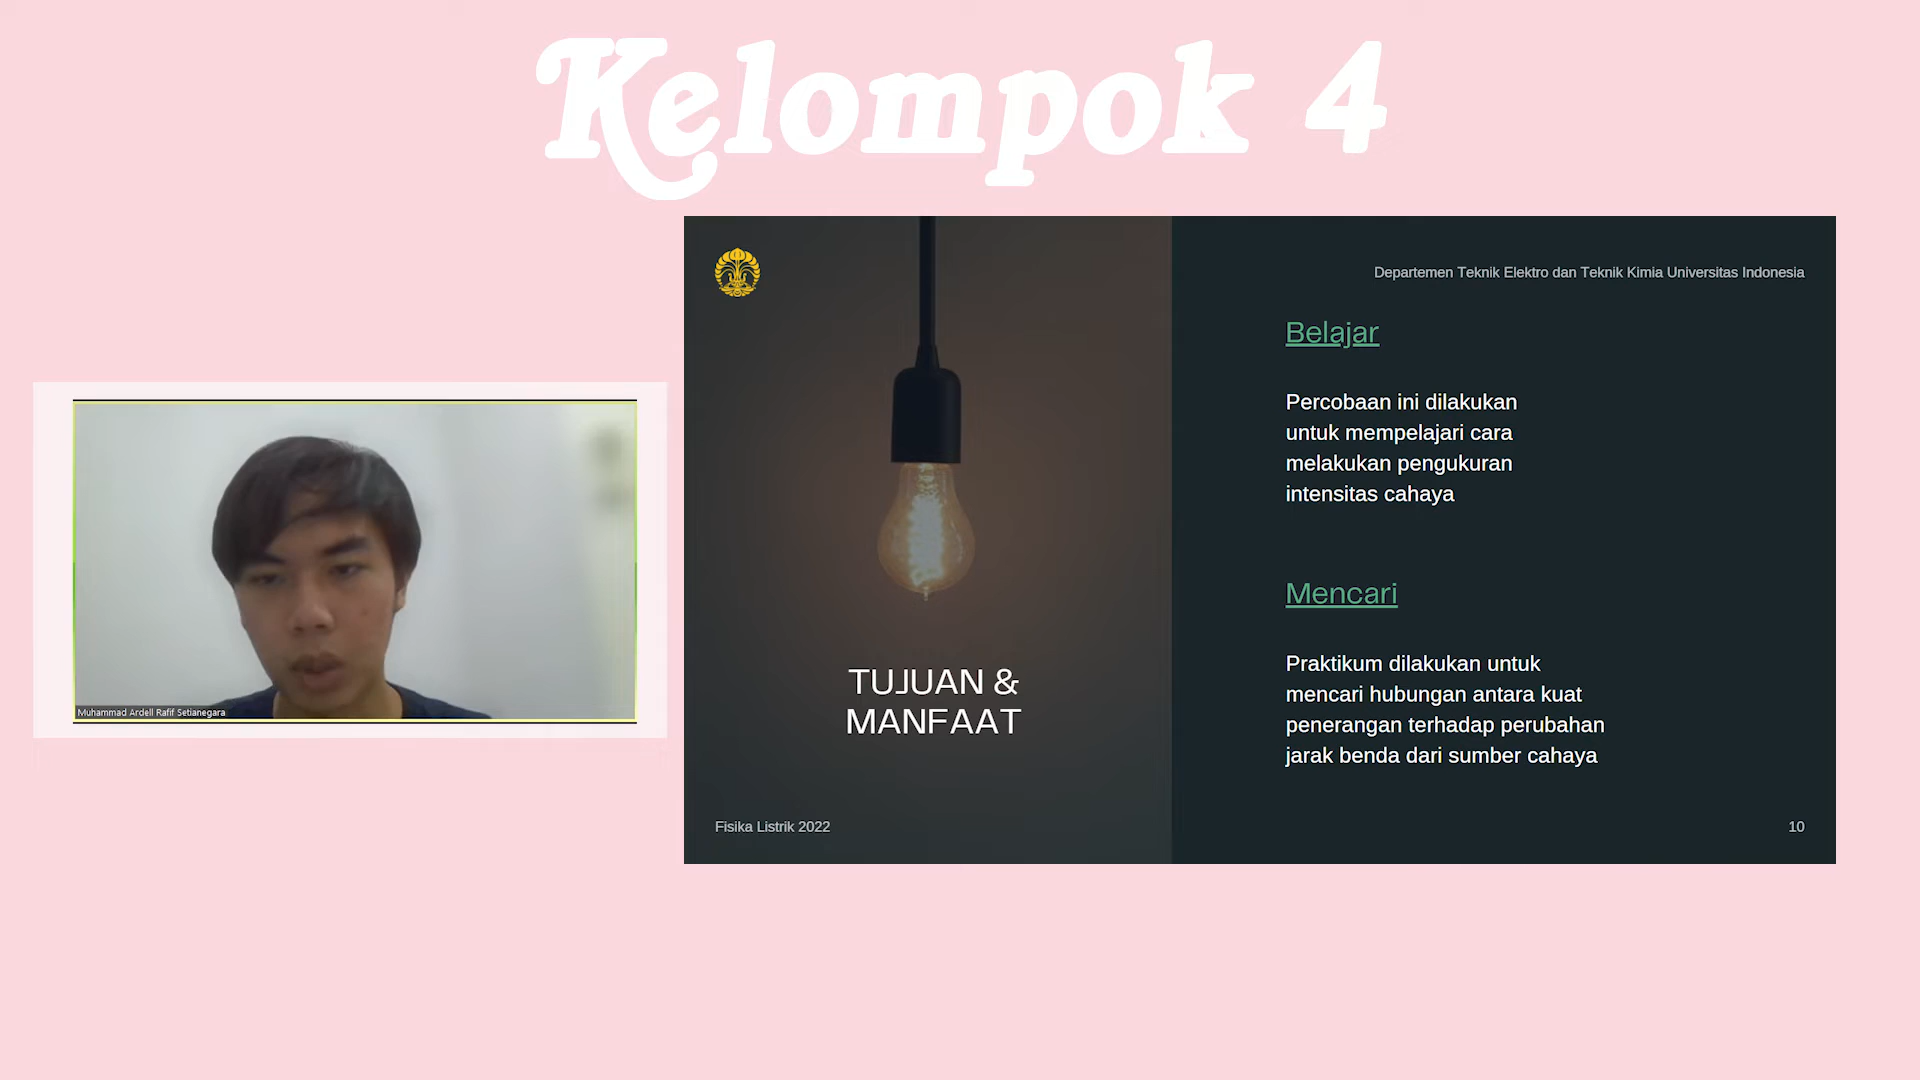 Kelompok 4
Departemen Teknik Elektro dan Teknik Kimia Universitas Indonesia
Belajar
Percobaan ini dilakukan
untuk mempelajari cara
melakukan pengukuran
intensitas cahaya
Mencari
Praktikum dilakukan untuk
mencari hubungan antara kuat
penerangan terhadap perubahan
jarak benda dari sumber cahaya
TUJUAN &
MANFAAT
Fisika Listrik 2022
10
Muhammad Ardell Rafif Setianegara